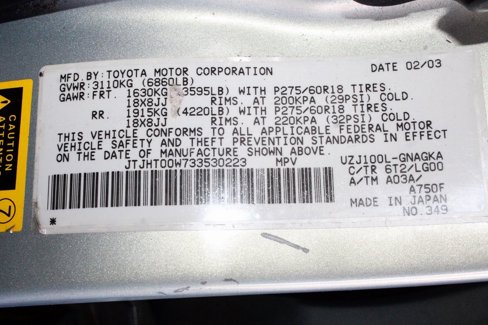 MFD. BY: TOYOTA MOTOR CORPORATION DATE 02/03
GVWR: 3110KG (6860LB)
GAWR: FRT. 1630KG (3595LB) WITH P275/60R18 TIRES.
18X8JJ RIMS. AT 200KPA (29PSI) COLD.
RR. 1915KG (4220LB) WITH P275/60R18 TIRES.
18X8JJ RIMS. AT 220KPA (32PSI) COLD.
THIS VEHICLE CONFORMS TO ALL APPLICABLE FEDERAL MOTOR
VEHICLE SAFETY AND THEFT PREVENTION STANDARDS IN EFFECT
ON THE DATE OF MANUFACTURE SHOWN ABOVE.
JTJHT00W733530223 MPV UZJ100L-GNAGKA
C/TR 6T2/LG00
A/TM A03A/
A750F
MADE IN JAPAN
NO. 349
CAUTION
7